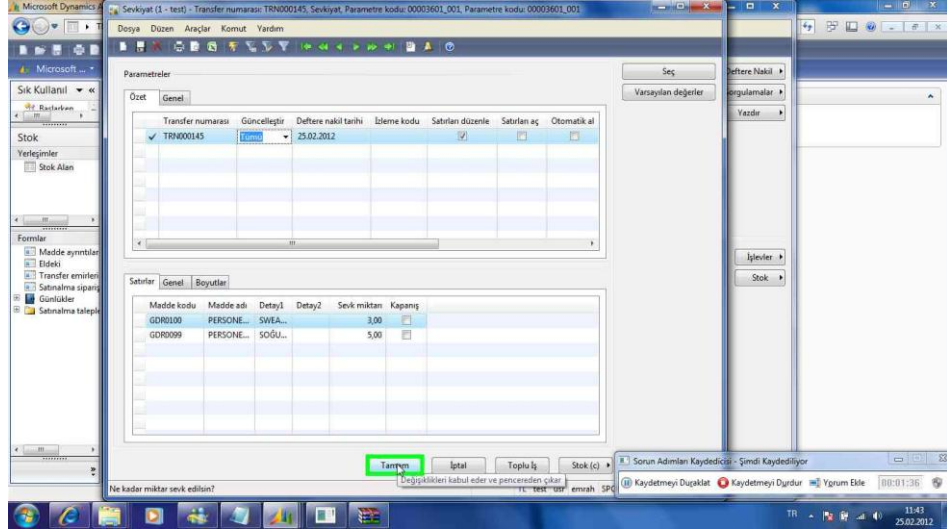 Microsoft Dynamics A
Sevkiyat (1 - test) - Transfer numarası: TRN000145, Sevkiyat, Parametre kodu: 00003601_001, Parametre kodu: 00003601_001
Dosya Düzen Araçlar Komut Yardım
Microsoft ...
Sık Kullanıl
Başlarken
Stok
Yerleşimler
Stok Alan
Formlar
Madde ayrıntılar
Eldeki
Transfer emirleri
Satınalma sipariş
Günlükler
Satınalma taleple
Parametreler
Özet Genel
Transfer numarası Güncelleştir Deftere nakil tarihi İzleme kodu Satırları düzenle Satırları aç Otomatik al
TRN000145 Tümü 25.02.2012
Satırlar Genel Boyutlar
Madde kodu Madde adı Detay1 Detay2 Sevk miktarı Kapanış
GDR0100 PERSONE... SWEA... 3,00
GDR0099 PERSONE... SOĞU... 5,00
Tamam İptal Toplu İş Stok (c)
Değişiklikleri kabul eder ve pencereden çıkar
Ne kadar miktar sevk edilsin? TL test usr emrah SPC
Seç
Varsayılan değerler
Deftere Nakil
Sorgulamalar
Yazdır
İşlevler
Stok
Sorun Adımları Kaydedicisi - Şimdi Kaydediliyor
Kaydetmeyi Duraklat Kaydetmeyi Durdur Yorum Ekle 00:01:36
TR 11:43
25.02.2012